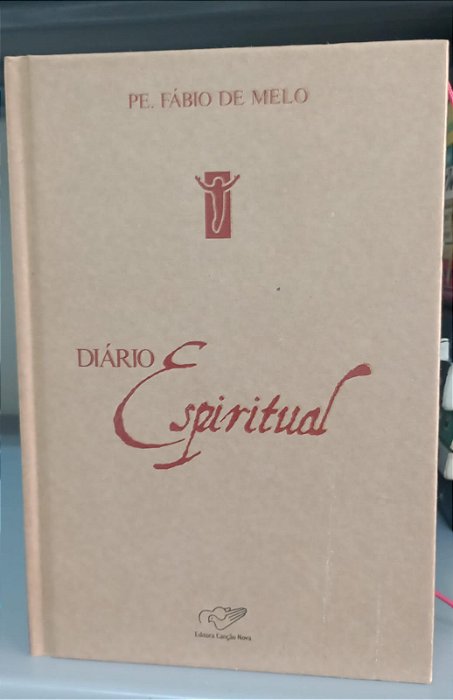 PE. FÁBIO DE MELO
DIÁRIO
Espiritual
Editora Canção Nova